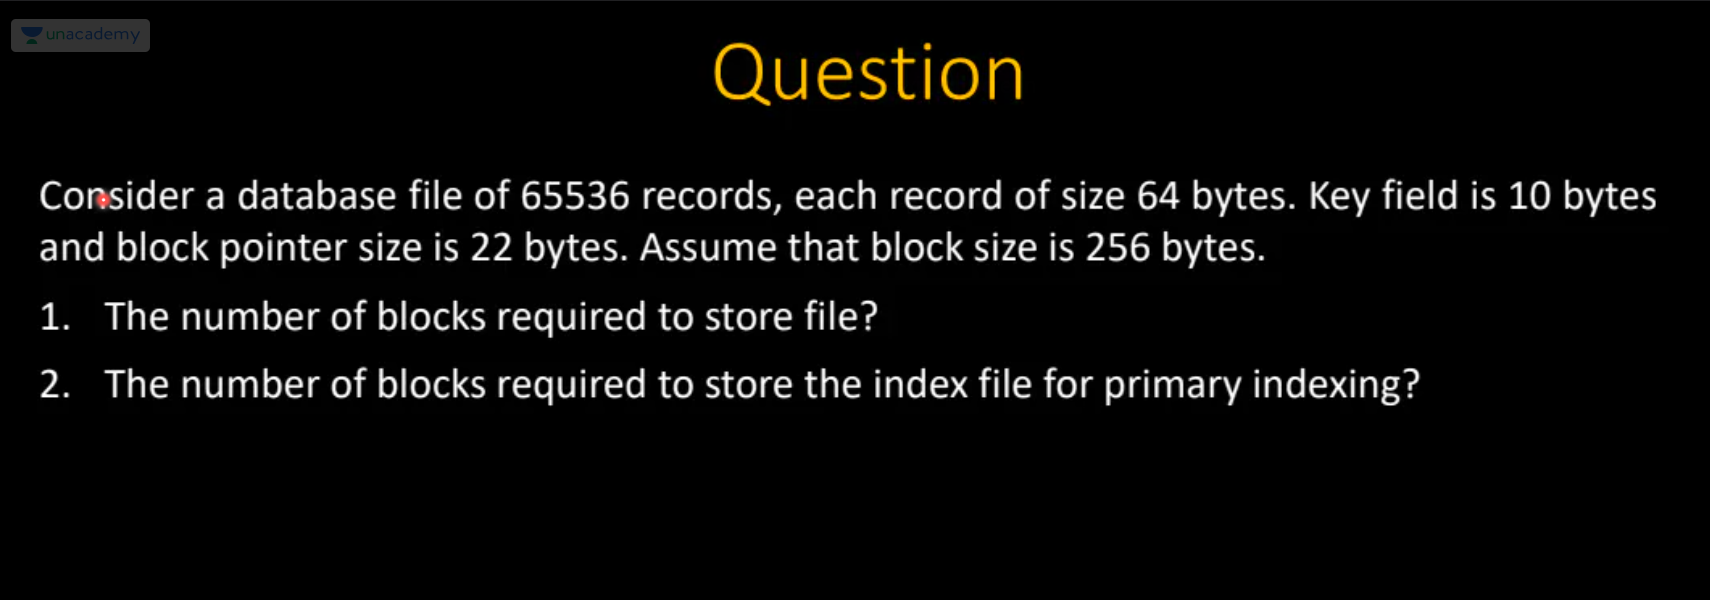 unacademy
Question
Consider a database file of 65536 records, each record of size 64 bytes. Key field is 10 bytes
and block pointer size is 22 bytes. Assume that block size is 256 bytes.
1. The number of blocks required to store file?
2. The number of blocks required to store the index file for primary indexing?